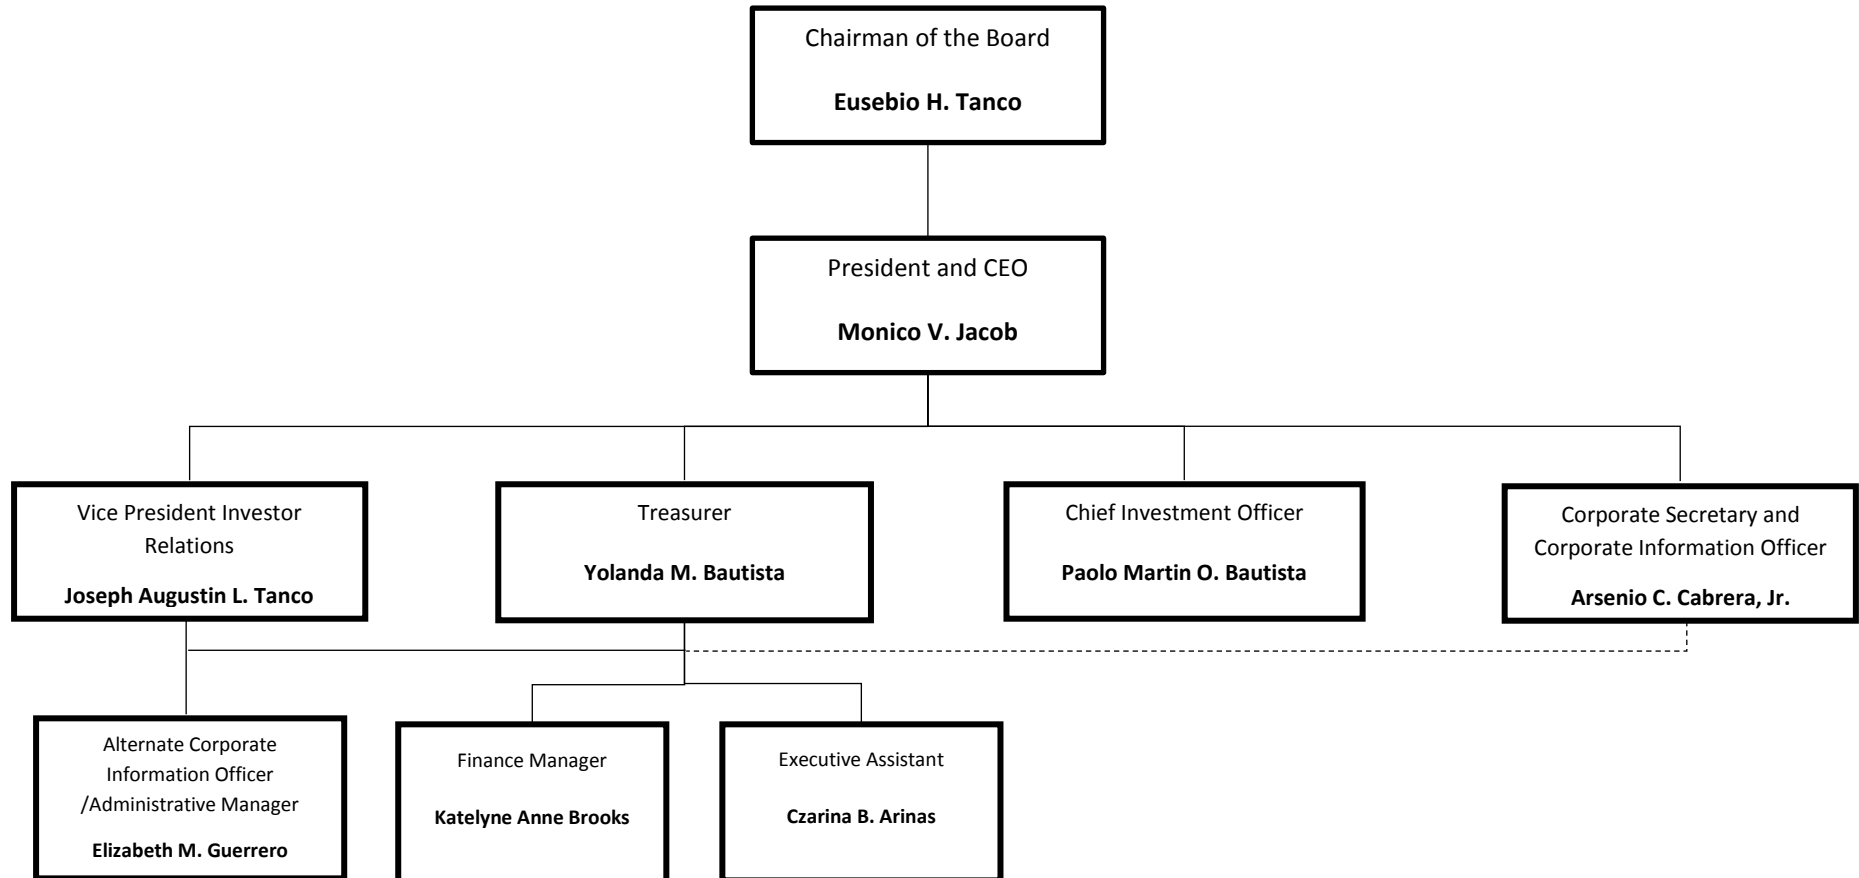 Chairman of the Board
Eusebio H. Tanco
President and CEO
Monico V. Jacob
Vice President Investor
Relations
Joseph Augustin L. Tanco
Treasurer
Yolanda M. Bautista
Chief Investment Officer
Paolo Martin O. Bautista
Corporate Secretary and
Corporate Information Officer
Arsenio C. Cabrera, Jr.
Alternate Corporate
Information Officer
/Administrative Manager
Elizabeth M. Guerrero
Finance Manager
Katelyne Anne Brooks
Executive Assistant
Czarina B. Arinas